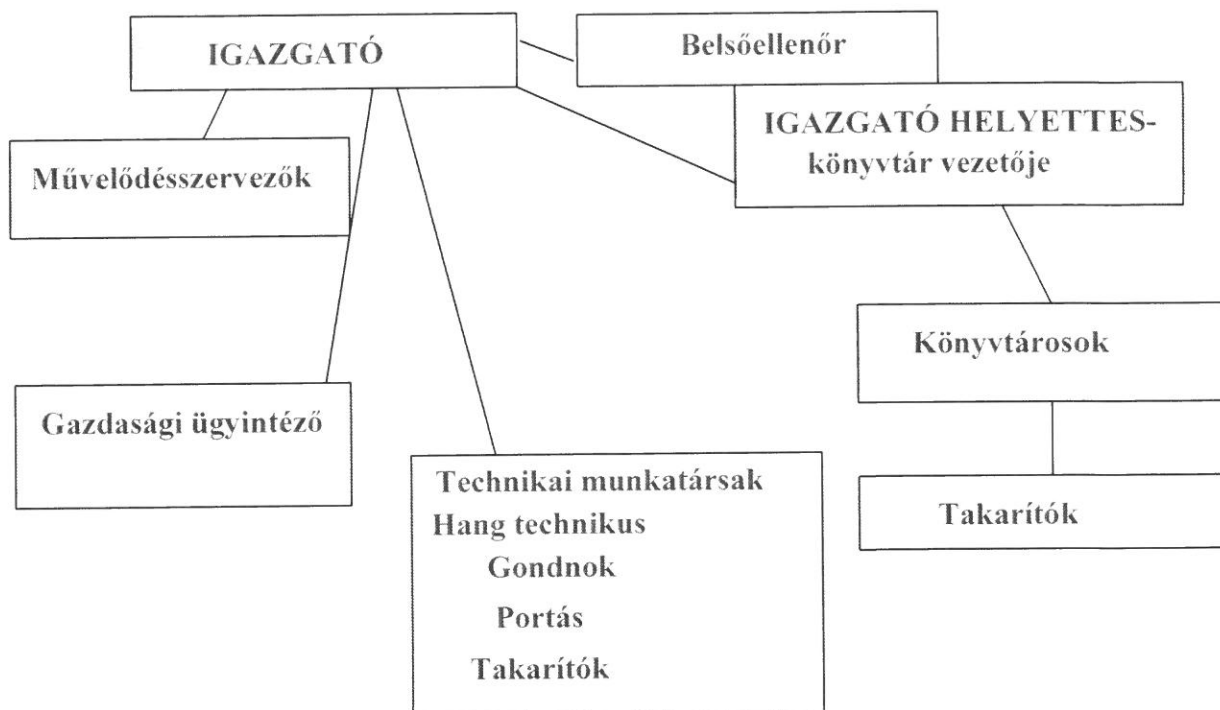 IGAZGATÓ
Belsőellenőr
IGAZGATÓ HELYETTES-
könyvtár vezetője
Művelődésszervezők
Könyvtárosok
Gazdasági ügyintéző
Technikai munkatársak
Hang technikus
Gondnok
Portás
Takarítók
Takarítók